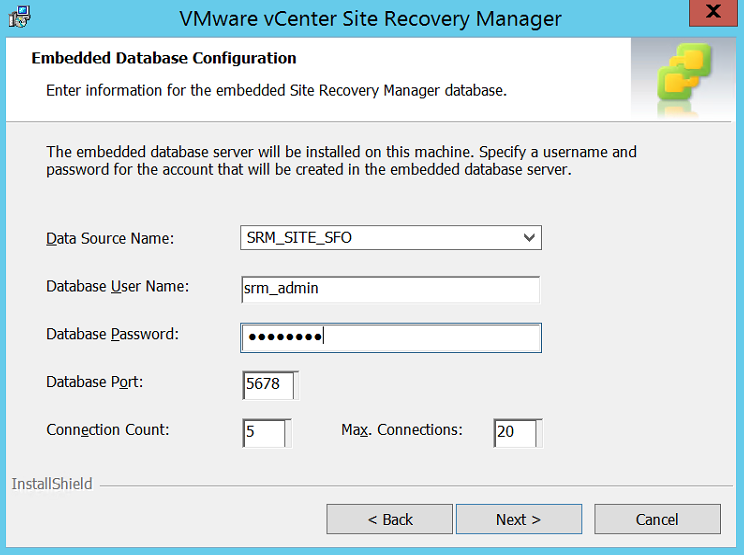 VMware vCenter Site Recovery Manager
X
Embedded Database Configuration
Enter information for the embedded Site Recovery Manager database.
The embedded database server will be installed on this machine. Specify a username and
password for the account that will be created in the embedded database server.
Data Source Name: SRM_SITE_SFO
Database User Name: srm_admin
Database Password: ●●●●●●●●
Database Port: 5678
Connection Count: 5 Max. Connections: 20
InstallShield
< Back Next > Cancel